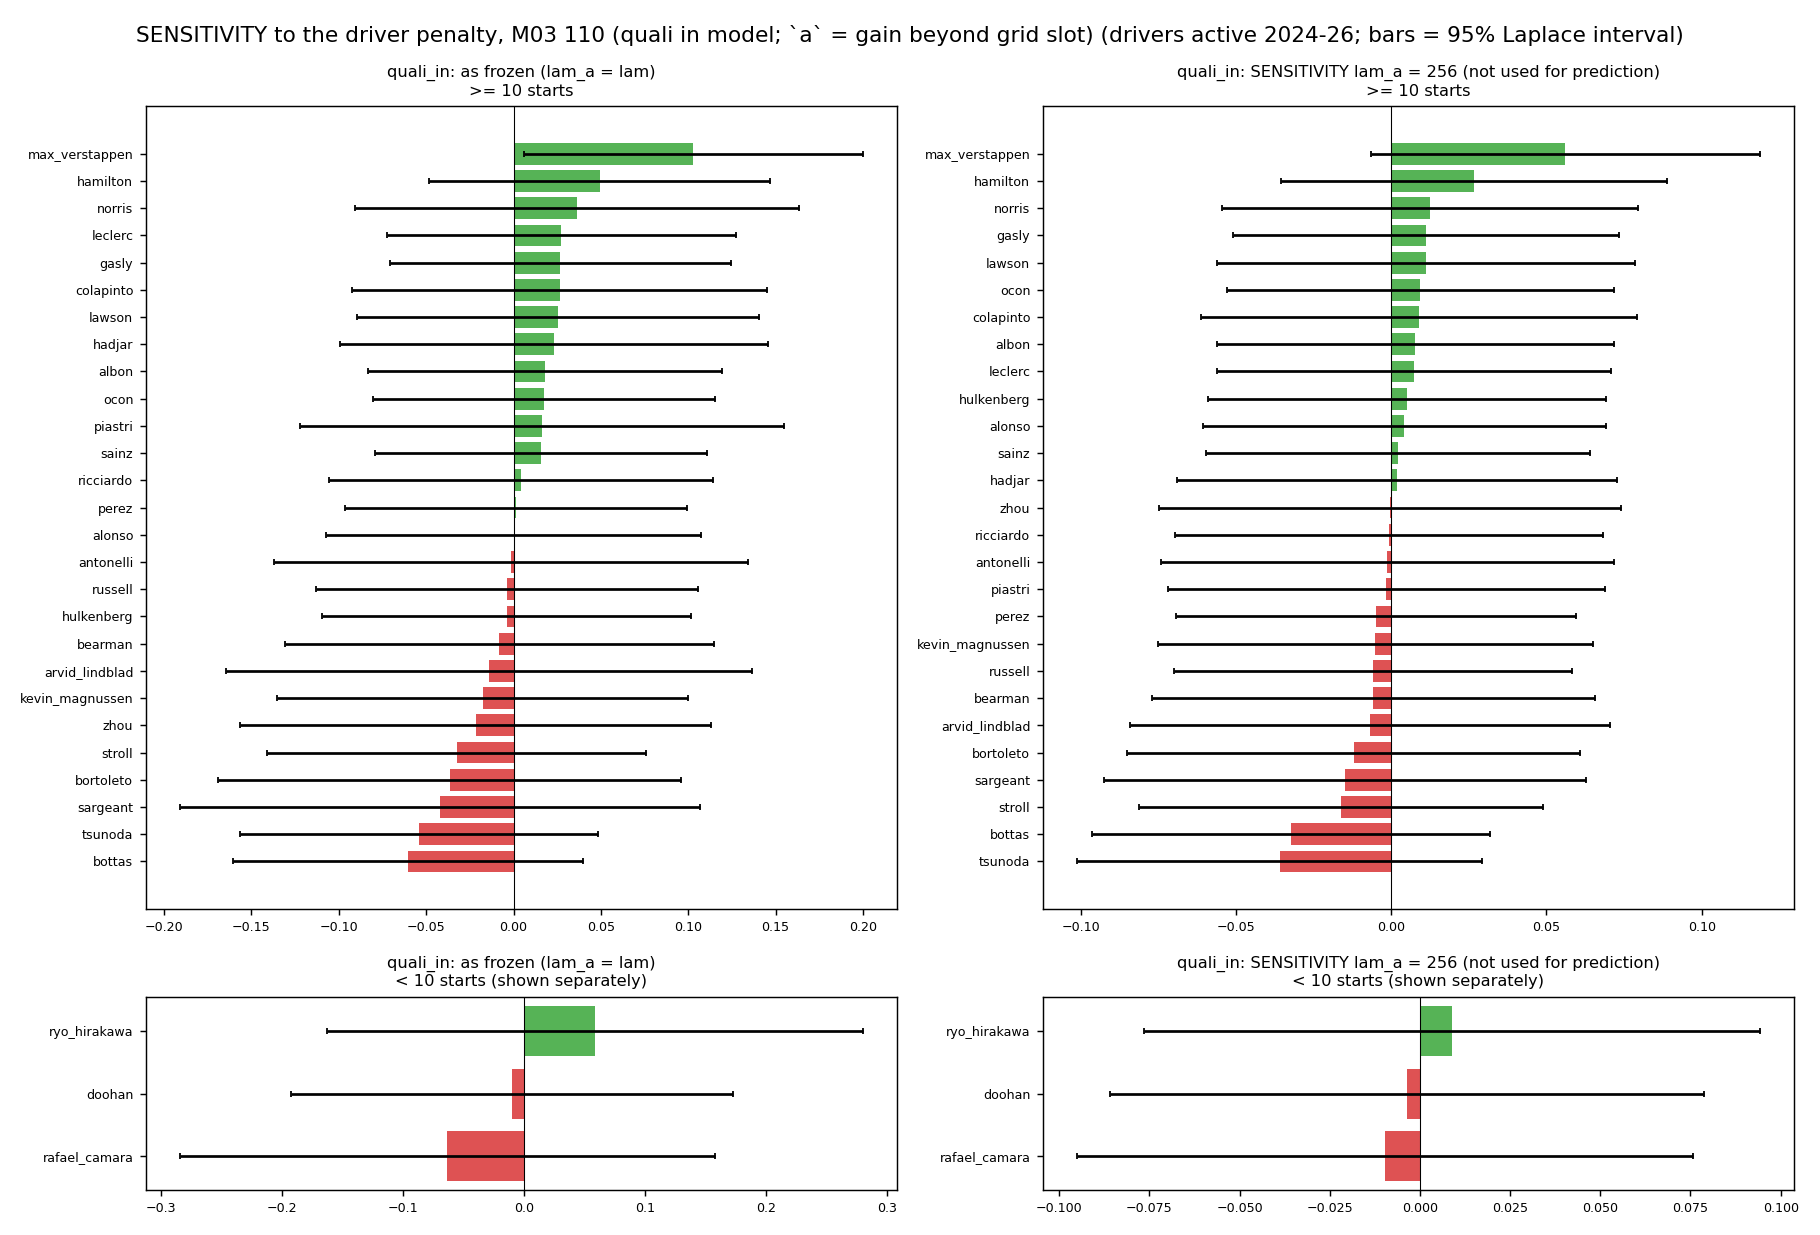 SENSITIVITY to the driver penalty, M03 110 (quali in model; `a` = gain beyond grid slot) (drivers active 2024-26; bars = 95% Laplace interval)
quali_in: as frozen (lam_a = lam)
>= 10 starts
max_verstappen
hamilton
norris
leclerc
gasly
colapinto
lawson
hadjar
albon
ocon
piastri
sainz
ricciardo
perez
alonso
antonelli
russell
hulkenberg
bearman
arvid_lindblad
kevin_magnussen
zhou
stroll
bortoleto
sargeant
tsunoda
bottas
−0.20 −0.15 −0.10 −0.05 0.00 0.05 0.10 0.15 0.20
quali_in: SENSITIVITY lam_a = 256 (not used for prediction)
>= 10 starts
max_verstappen
hamilton
norris
gasly
lawson
ocon
colapinto
albon
leclerc
hulkenberg
alonso
sainz
hadjar
zhou
ricciardo
antonelli
piastri
perez
kevin_magnussen
russell
bearman
arvid_lindblad
bortoleto
sargeant
stroll
bottas
tsunoda
−0.10 −0.05 0.00 0.05 0.10
quali_in: as frozen (lam_a = lam)
< 10 starts (shown separately)
ryo_hirakawa
doohan
rafael_camara
−0.3 −0.2 −0.1 0.0 0.1 0.2 0.3
quali_in: SENSITIVITY lam_a = 256 (not used for prediction)
< 10 starts (shown separately)
ryo_hirakawa
doohan
rafael_camara
−0.100 −0.075 −0.050 −0.025 0.000 0.025 0.050 0.075 0.100